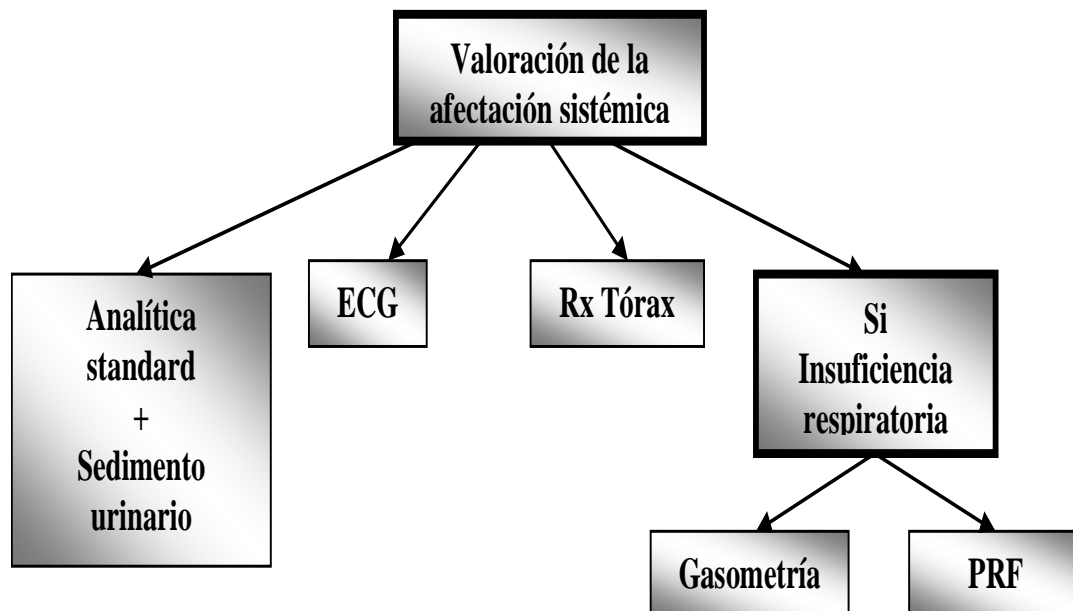 Valoración de la
afectación sistémica
Analítica
standard
+
Sedimento
urinario
ECG
Rx Tórax
Si
Insuficiencia
respiratoria
Gasometría
PRF